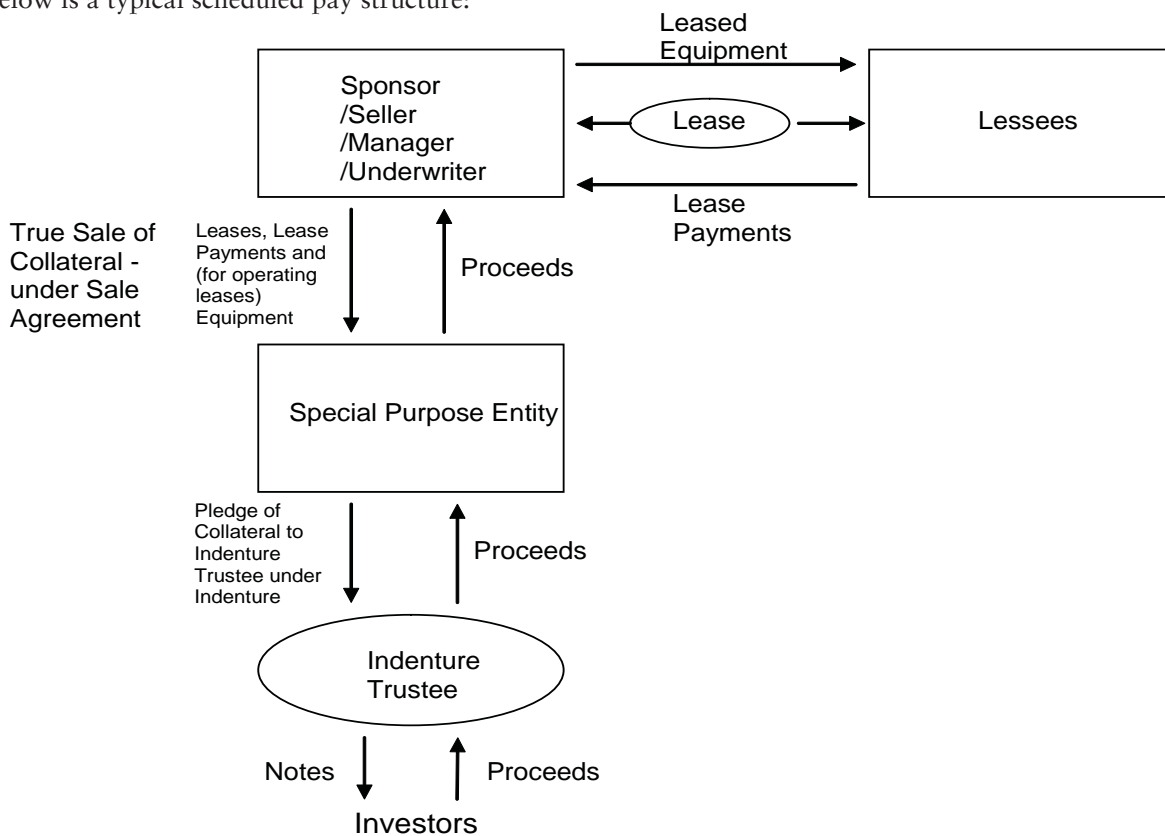 elow is a typical scheduled pay structure:
Leased
Equipment
Sponsor
/Seller
/Manager
/Underwriter
Lease
Lessees
Lease
Payments
True Sale of
Collateral -
under Sale
Agreement
Leases, Lease
Payments and
(for operating
leases)
Equipment
Proceeds
Special Purpose Entity
Pledge of
Collateral to
Indenture
Trustee under
Indenture
Proceeds
Indenture
Trustee
Notes
Proceeds
Investors